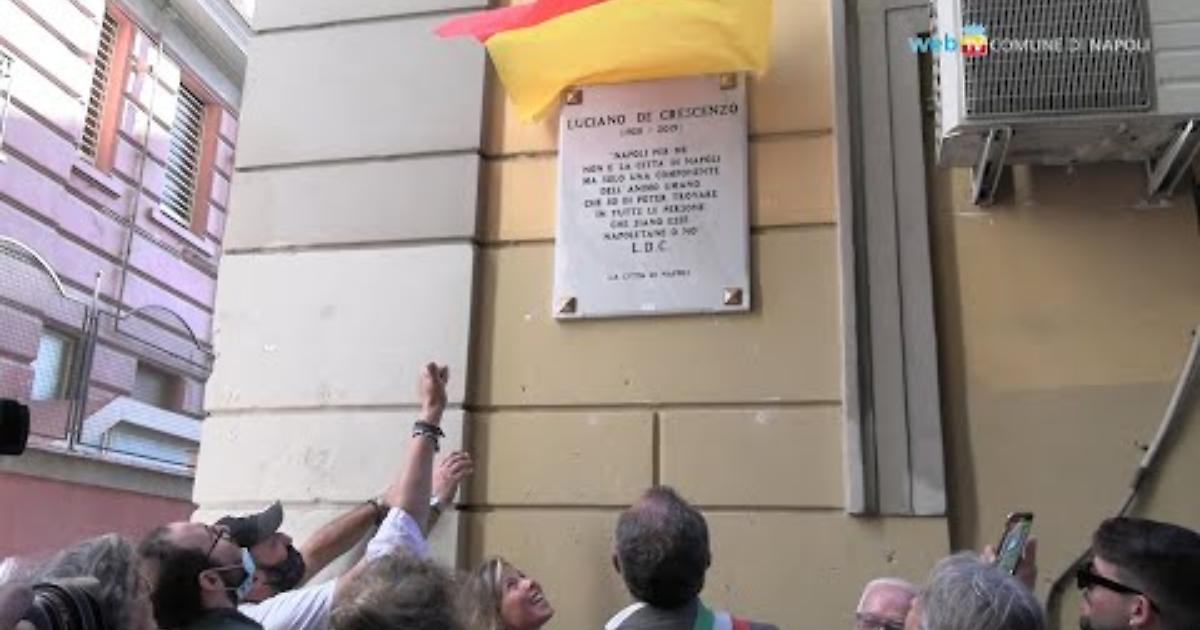 web tv COMUNE DI NAPOLI
LUCIANO DE CRESCENZO
(1928 - 2019)
"NAPOLI PER ME
NON È LA CITTÀ DI NAPOLI
MA SOLO UNA COMPONENTE
DELL'ANIMO UMANO
CHE SO DI POTER TROVARE
IN TUTTE LE PERSONE
CHE SIANO ESSE
NAPOLETANE O NO"
L.D.C.
LA CITTÀ DI NAPOLI